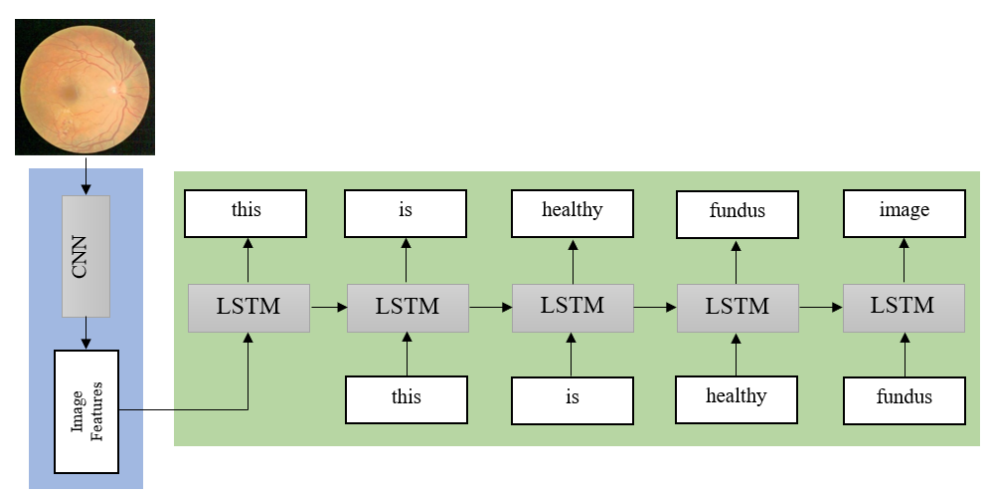 CNN
Image
Features
this
is
healthy
fundus
image
LSTM
LSTM
LSTM
LSTM
LSTM
this
is
healthy
fundus